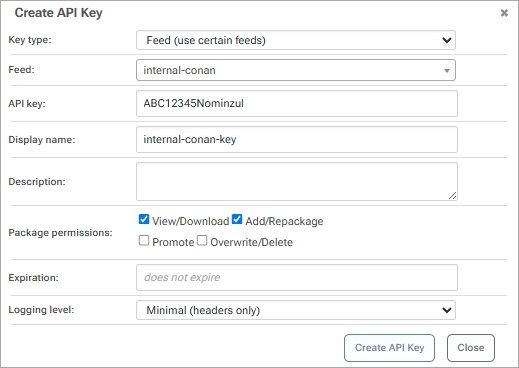 Create API Key ×
Key type: Feed (use certain feeds)
Feed: internal-conan
API key: ABC12345Nominzul
Display name: internal-conan-key
Description:
Package permissions: View/Download Add/Repackage
Promote Overwrite/Delete
Expiration: does not expire
Logging level: Minimal (headers only)
Create API Key Close